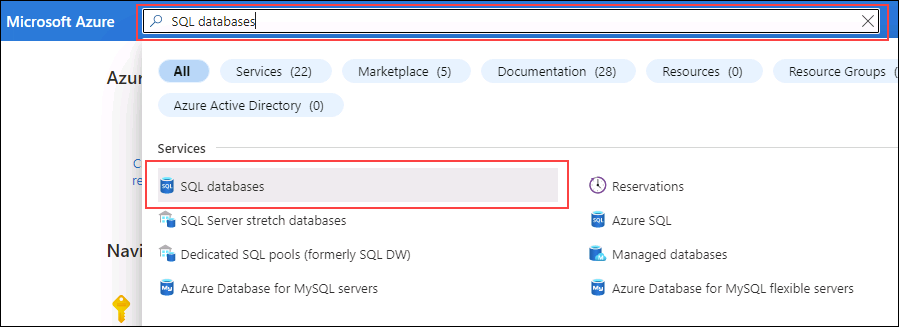 Microsoft Azure
SQL databases
Azur
All
Services (22)
Marketplace (5)
Documentation (28)
Resources (0)
Resource Groups (
Azure Active Directory (0)
Services
C
re
SQL databases
Reservations
SQL Server stretch databases
Azure SQL
Dedicated SQL pools (formerly SQL DW)
Managed databases
Navi
Azure Database for MySQL servers
Azure Database for MySQL flexible servers